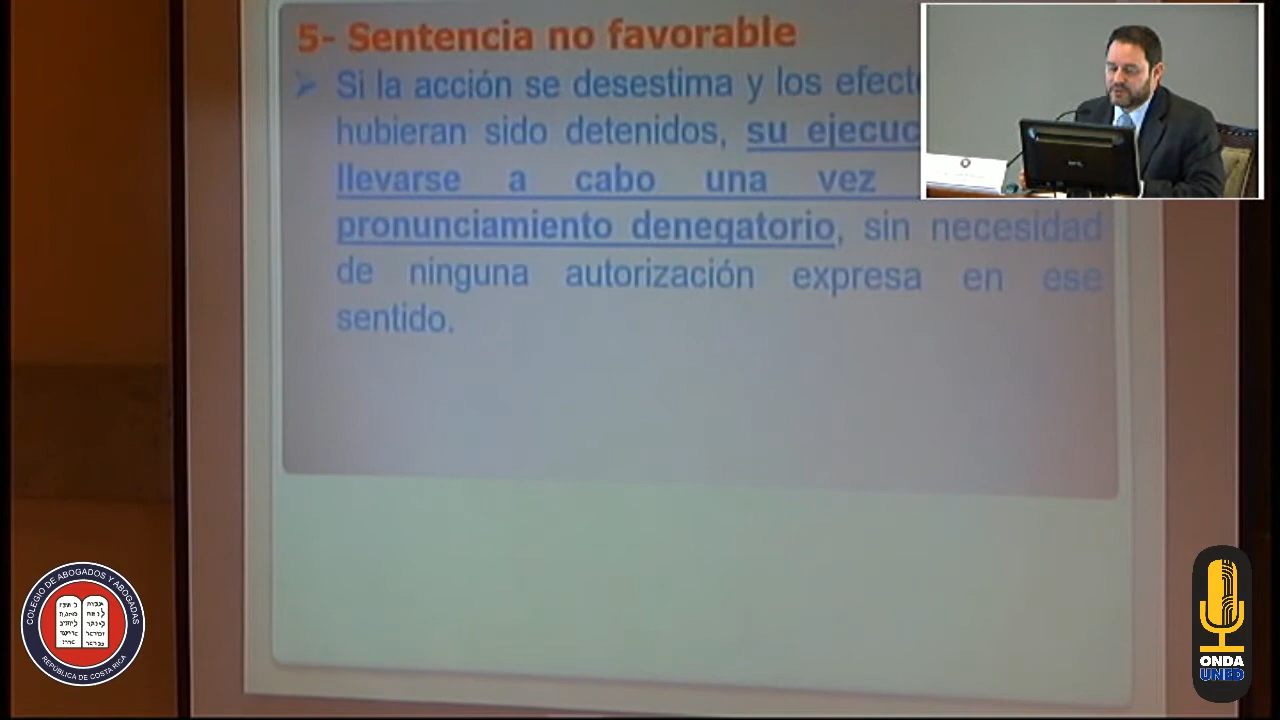 5- Sentencia no favorable
Si la acción se desestima y los
hubieran sido detenidos, su
llevarse a cabo una vez
pronunciamiento denegatorio, sin necesidad
de ninguna autorización expresa en ese
sentido.
COLEGIO DE ABOGADOS Y ABOGADAS
REPÚBLICA DE COSTA RICA
ONDA
UNED